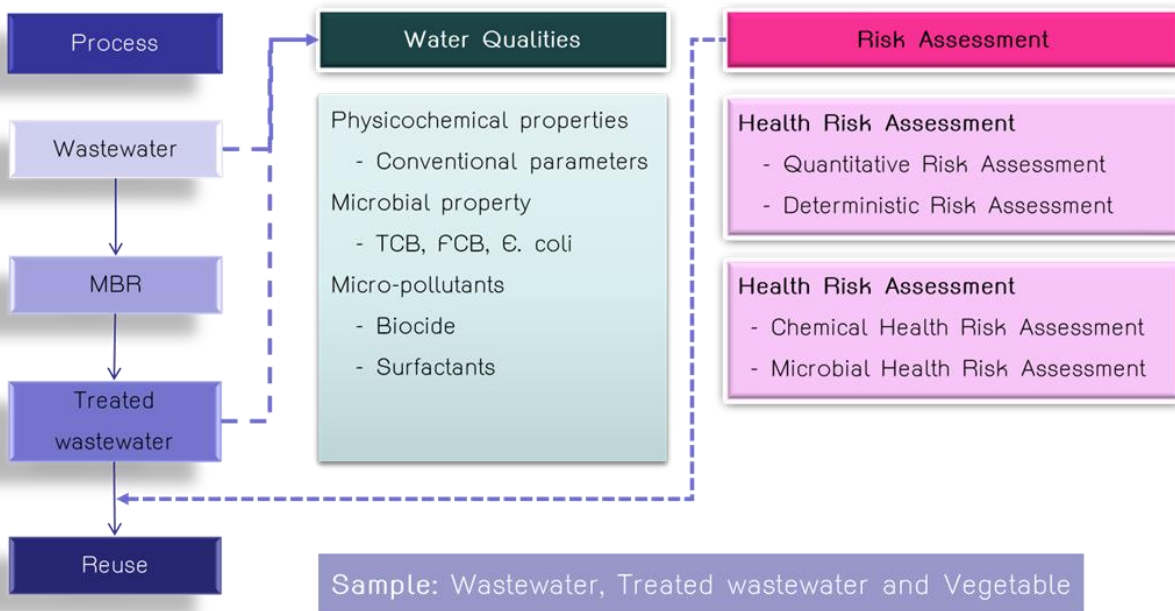 Process
Wastewater
MBR
Treated
wastewater
Reuse
Water Qualities
Physicochemical properties
- Conventional parameters
Microbial property
- TCB, FCB, E. coli
Micro-pollutants
- Biocide
- Surfactants
Risk Assessment
Health Risk Assessment
- Quantitative Risk Assessment
- Deterministic Risk Assessment
Health Risk Assessment
- Chemical Health Risk Assessment
- Microbial Health Risk Assessment
Sample: Wastewater, Treated wastewater and Vegetable